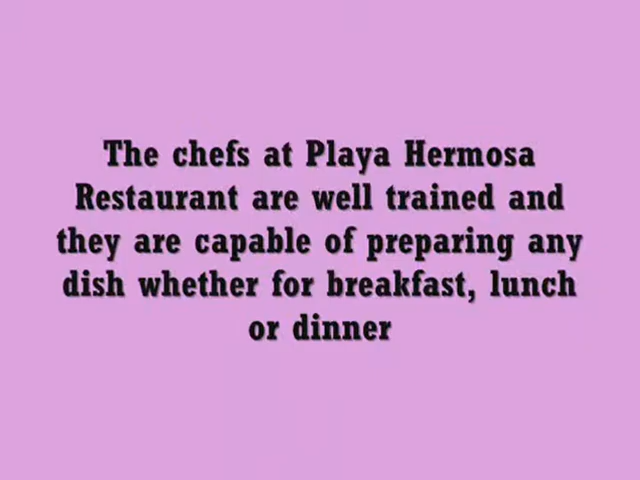 The chefs at Playa Hermosa
Restaurant are well trained and
they are capable of preparing any
dish whether for breakfast, lunch
or dinner